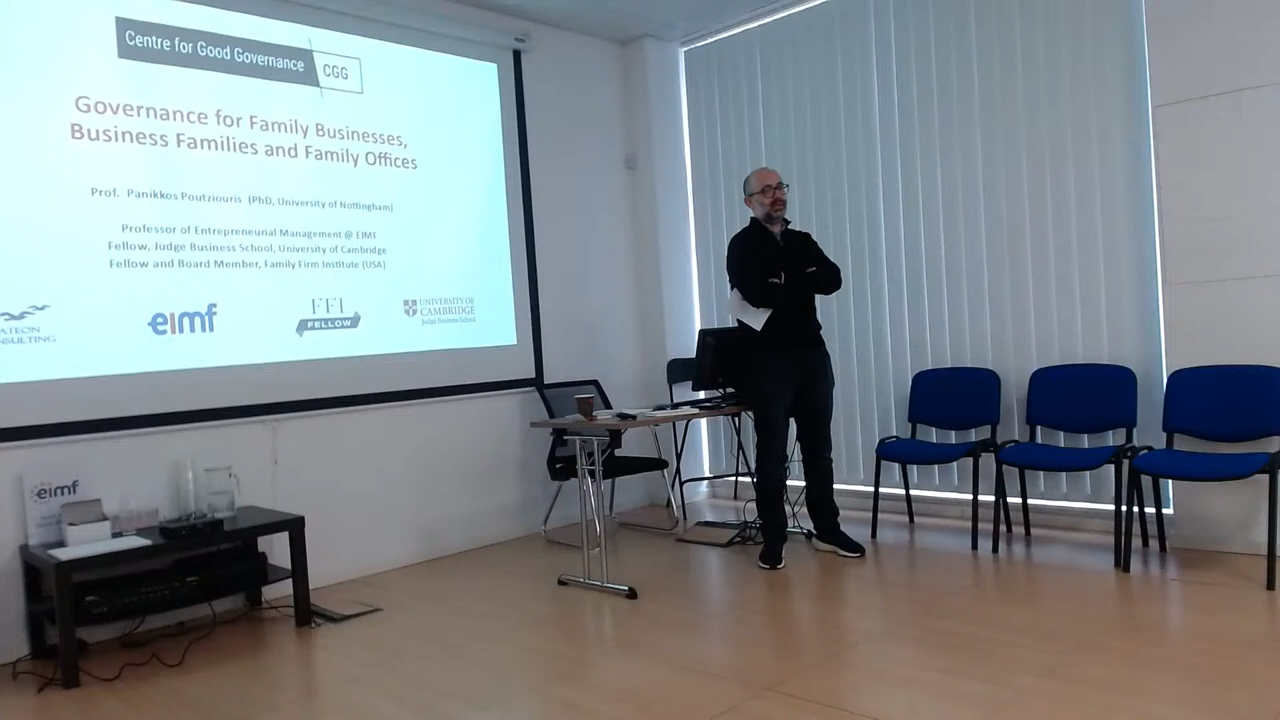 Centre for Good Governance CGG
Governance for Family Businesses,
Business Families and Family Offices
Prof. Panikkos Poutziouris (PhD, University of Nottingham)
Professor of Entrepreneurial Management @ EIMF
Fellow, Judge Business School, University of Cambridge
Fellow and Board Member, Family Firm Institute (USA)
eimf
FFI
FELLOW
UNIVERSITY OF
CAMBRIDGE
Judge Business School
eimf